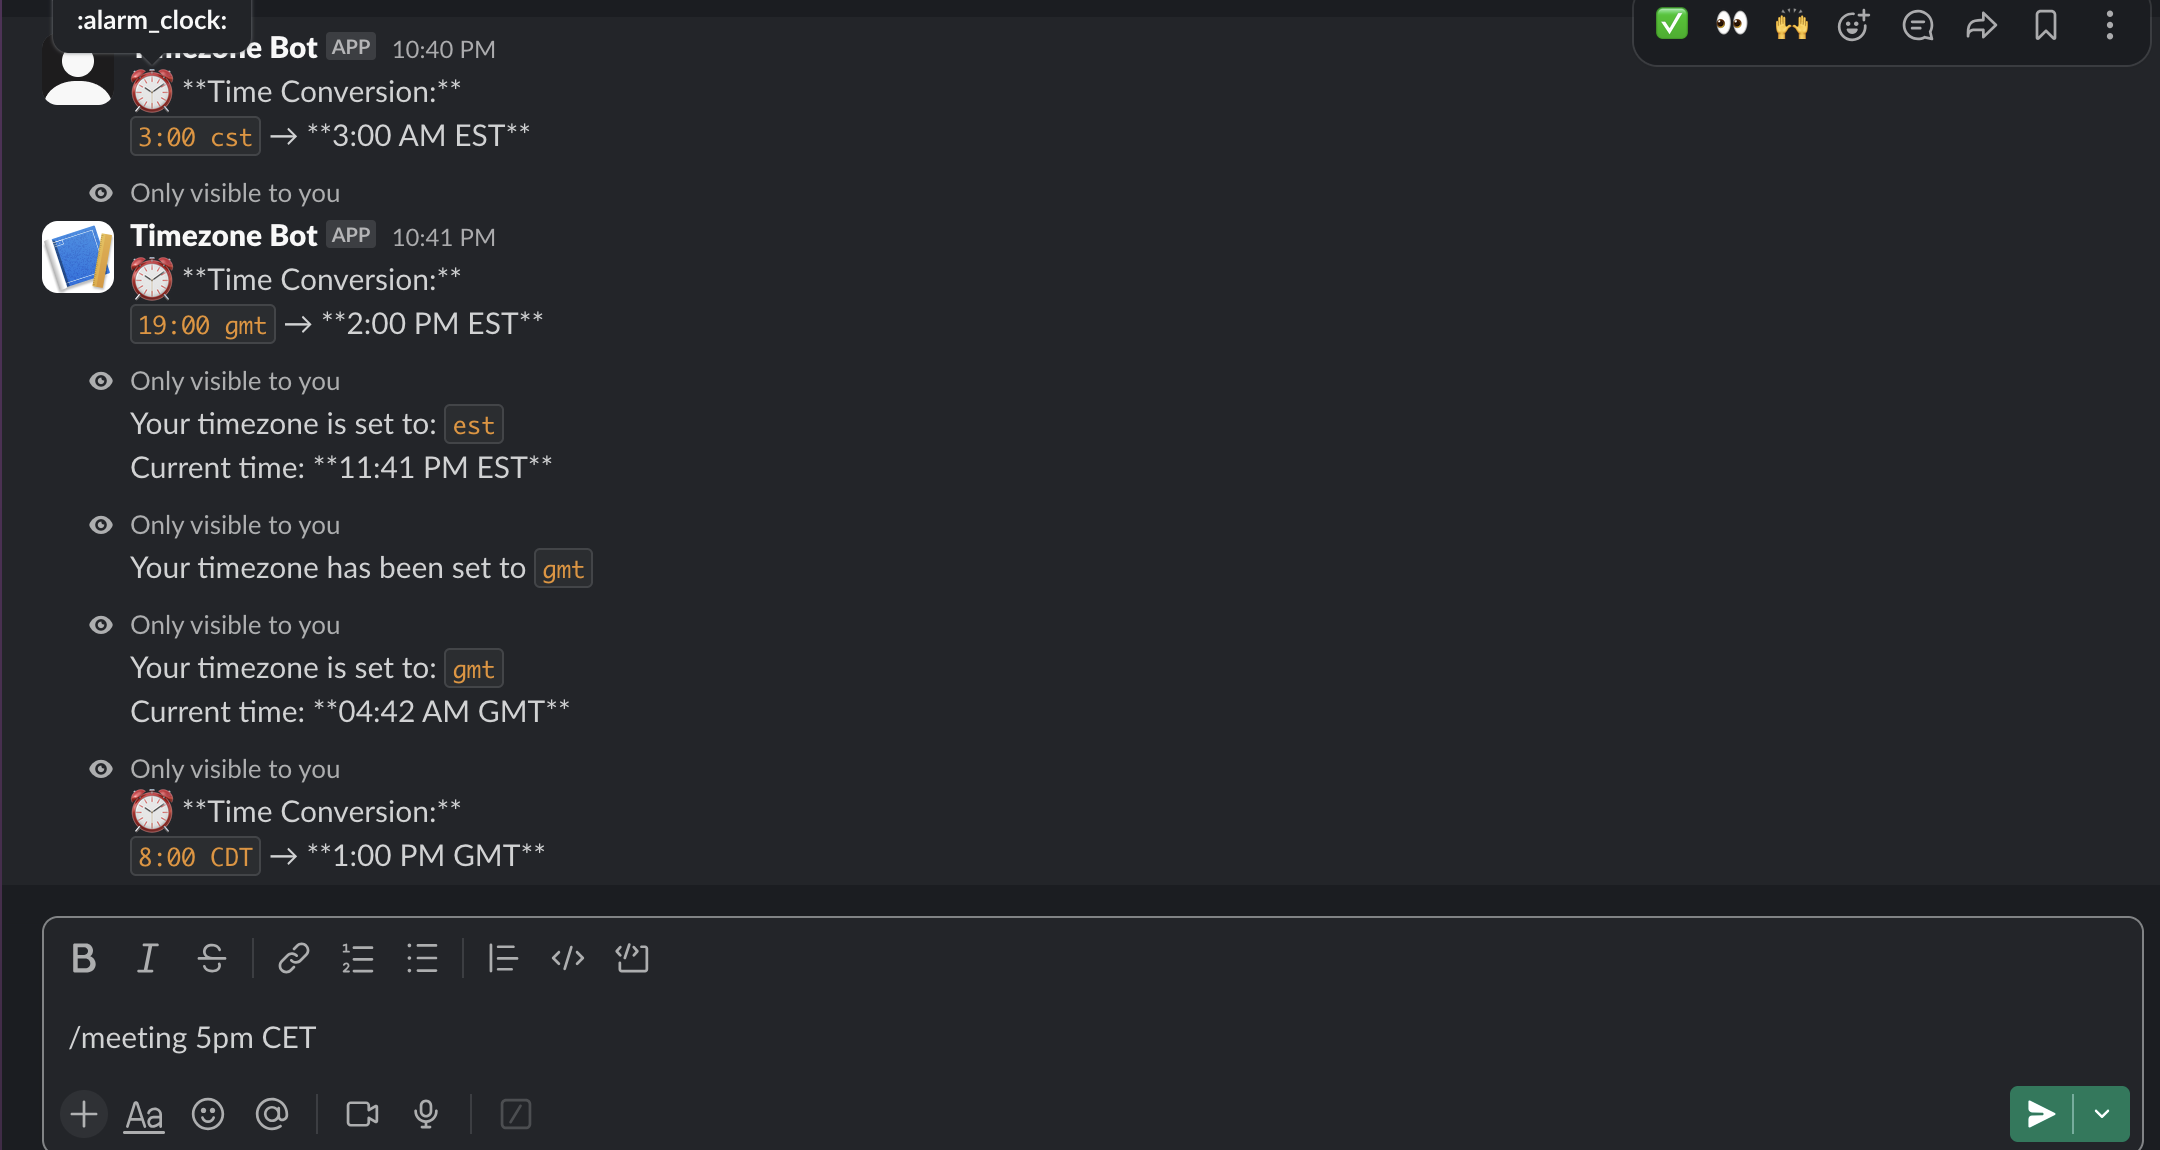 :alarm_clock:
Timezone Bot APP 10:40 PM
**Time Conversion:**
3:00 cst → **3:00 AM EST**
Only visible to you
Timezone Bot APP 10:41 PM
**Time Conversion:**
19:00 gmt → **2:00 PM EST**
Only visible to you
Your timezone is set to: est
Current time: **11:41 PM EST**
Only visible to you
Your timezone has been set to gmt
Only visible to you
Your timezone is set to: gmt
Current time: **04:42 AM GMT**
Only visible to you
**Time Conversion:**
8:00 CDT → **1:00 PM GMT**
/meeting 5pm CET
Aa